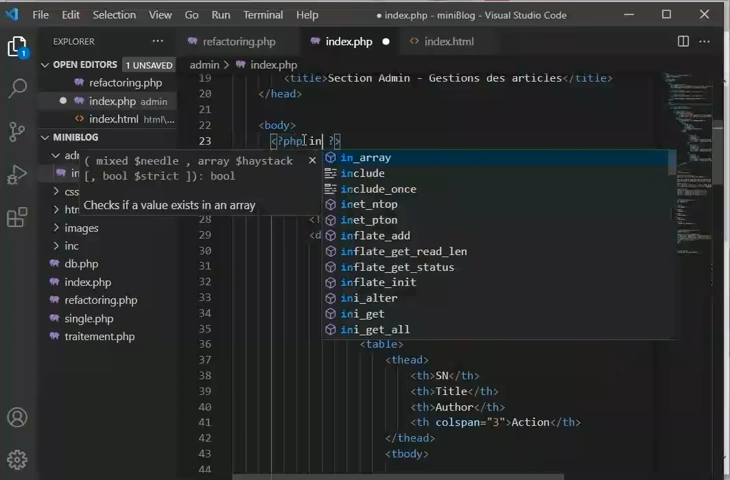 File Edit Selection View Go Run Terminal Help ● index.php - miniBlog - Visual Studio Code
EXPLORER ···
refactoring.php index.php ● index.html ···
OPEN EDITORS 1 UNSAVED
refactoring.php
● index.php admin
index.html html\...
MINIBLOG
css
images
inc
db.php
index.php
refactoring.php
single.php
traitement.php
1
admin > index.php
19 <title>Section Admin - Gestions des articles</title>
20 </head>
21
22 <body>
23 <?php in ?>
( mixed $needle , array $haystack
[, bool $strict ]): bool
Checks if a value exists in an array
in_array
include
include_once
inet_ntop
inet_pton
inflate_add
inflate_get_read_len
inflate_get_status
inflate_init
ini_alter
ini_get
ini_get_all
28
29 <d
30
31
32
33
34
35
36 <table>
37 <thead>
38 <th>SN</th>
39 <th>Title</th>
40 <th>Author</th>
41 <th colspan="3">Action</th>
42 </thead>
43 <tbody>
44